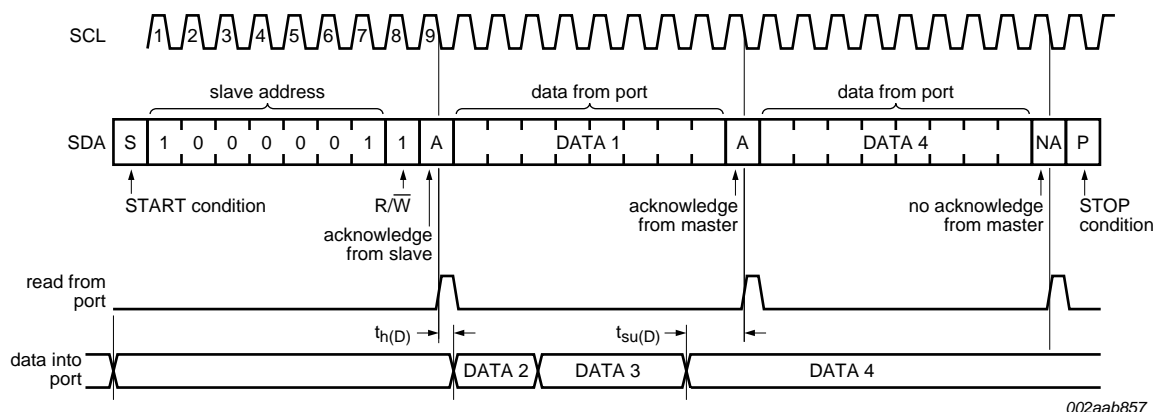 SCL
1 2 3 4 5 6 7 8 9
slave address
data from port
data from port
SDA
S 1 0 0 0 0 0 1 1 A DATA 1 A DATA 4 NA P
START condition
R/W̅
acknowledge
from slave
acknowledge
from master
no acknowledge
from master
STOP
condition
read from
port
th(D)
tsu(D)
data into
port
DATA 2
DATA 3
DATA 4
002aab857